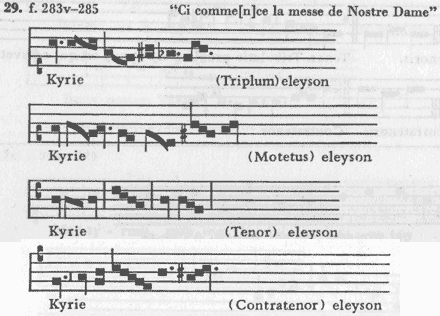 29. f. 283v–285 “Ci comme[n]ce la messe de Nostre Dame”
Kyrie (Triplum) eleyson
Kyrie (Motetus) eleyson
Kyrie (Tenor) eleyson
Kyrie (Contratenor) eleyson